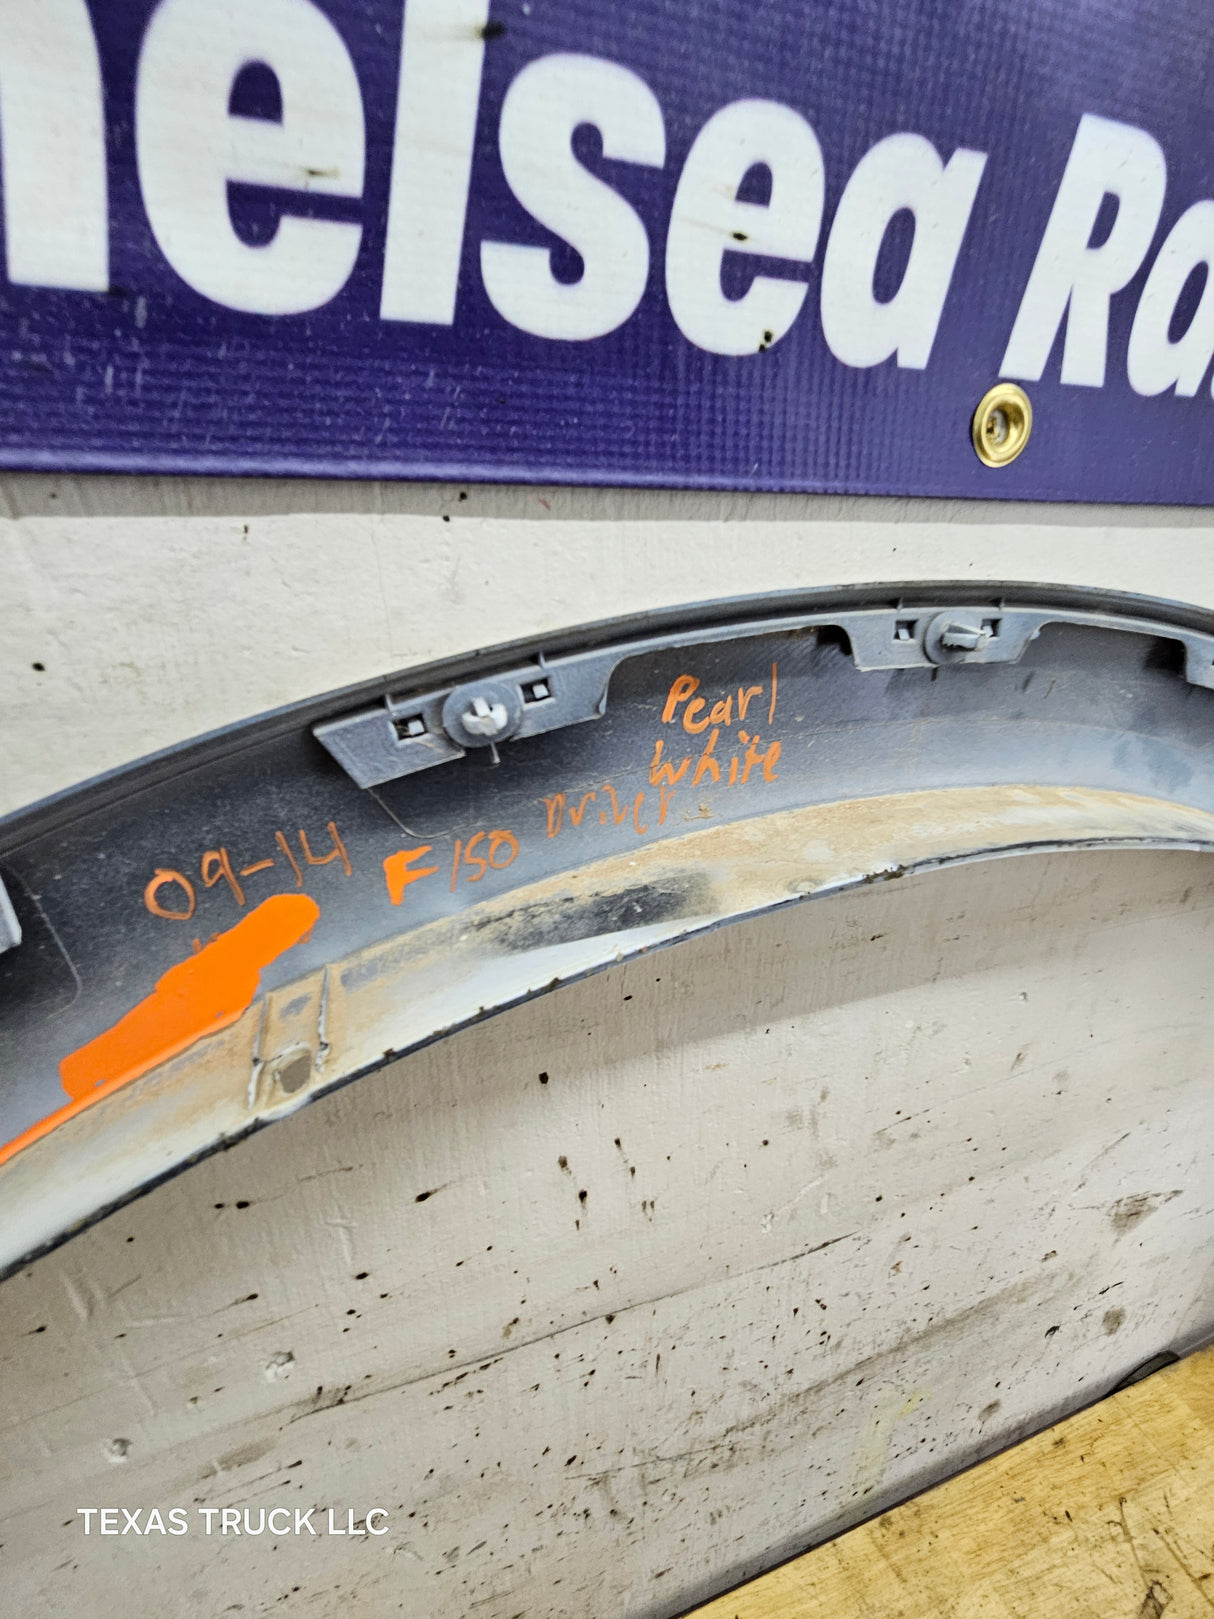 helsea Ra
Pearl
White
09-14 F150 Driver
TEXAS TRUCK LLC